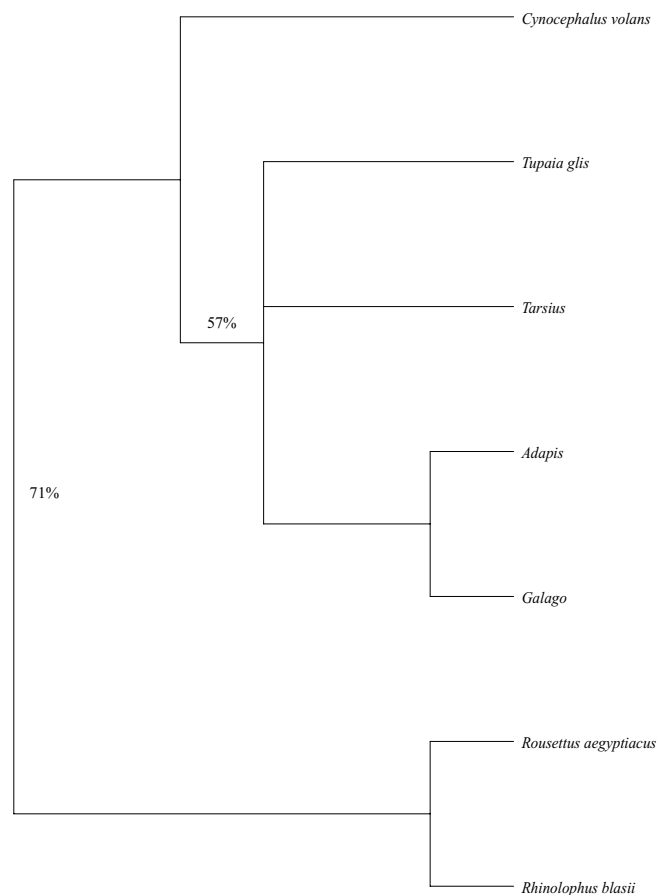 Cynocephalus volans
Tupaia glis
Tarsius
57%
Adapis
71%
Galago
Rousettus aegyptiacus
Rhinolophus blasii